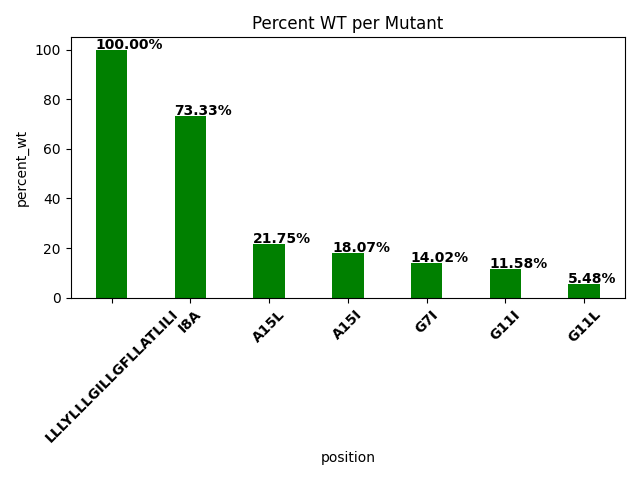 Percent WT per Mutant
percent_wt
100
80
60
40
20
0
100.00%
73.33%
21.75%
18.07%
14.02%
11.58%
5.48%
LLLYLLLGILLGFLLATLILI
I8A
A15L
A15I
G7I
G11I
G11L
position